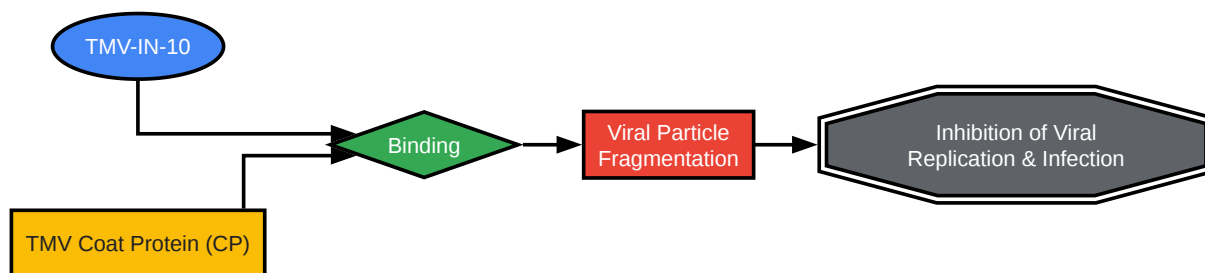 TMV-IN-10
Binding
Viral Particle
Fragmentation
Inhibition of Viral
Replication & Infection
TMV Coat Protein (CP)